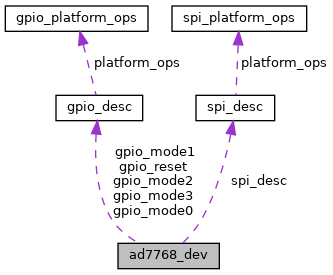 gpio_platform_ops
spi_platform_ops
platform_ops
platform_ops
gpio_desc
spi_desc
gpio_mode1
gpio_reset
gpio_mode2
gpio_mode3
gpio_mode0
spi_desc
ad7768_dev